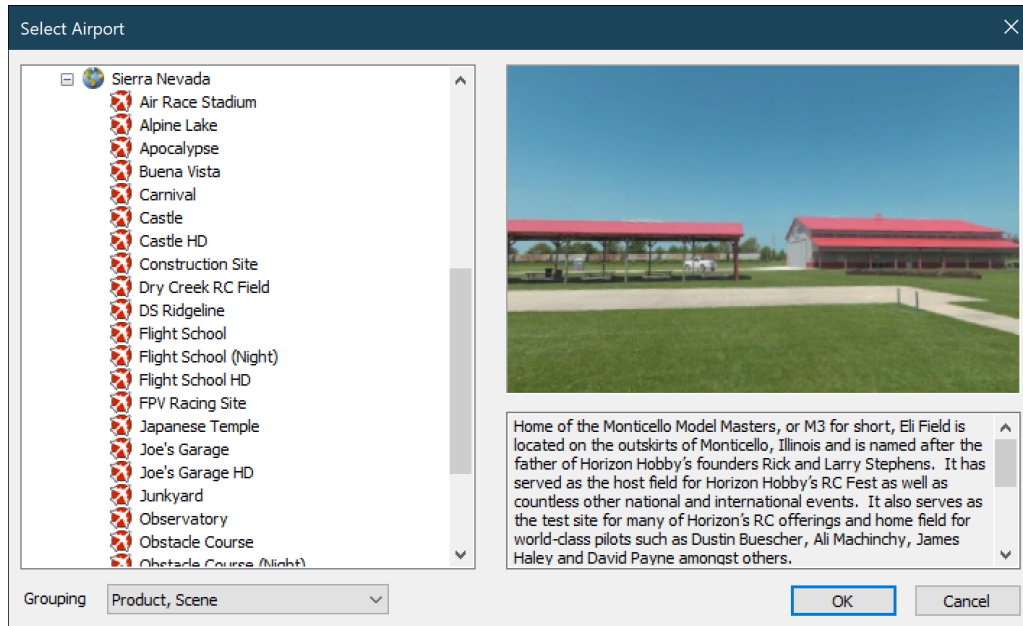 Select Airport
Sierra Nevada
Air Race Stadium
Alpine Lake
Apocalypse
Buena Vista
Carnival
Castle
Castle HD
Construction Site
Dry Creek RC Field
DS Ridgeline
Flight School
Flight School (Night)
Flight School HD
FPV Racing Site
Japanese Temple
Joe's Garage
Joe's Garage HD
Junkyard
Observatory
Obstacle Course
Obstacle Course (Night)
Home of the Monticello Model Masters, or M3 for short, Eli Field is
located on the outskirts of Monticello, Illinois and is named after the
father of Horizon Hobby’s founders Rick and Larry Stephens.  It has
served as the host field for Horizon Hobby’s RC Fest as well as
countless other national and international events.  It also serves as
the test site for many of Horizon’s RC offerings and home field for
world-class pilots such as Dustin Buescher, Ali Machinchy, James
Haley and David Payne amongst others.
Grouping
Product, Scene
OK
Cancel